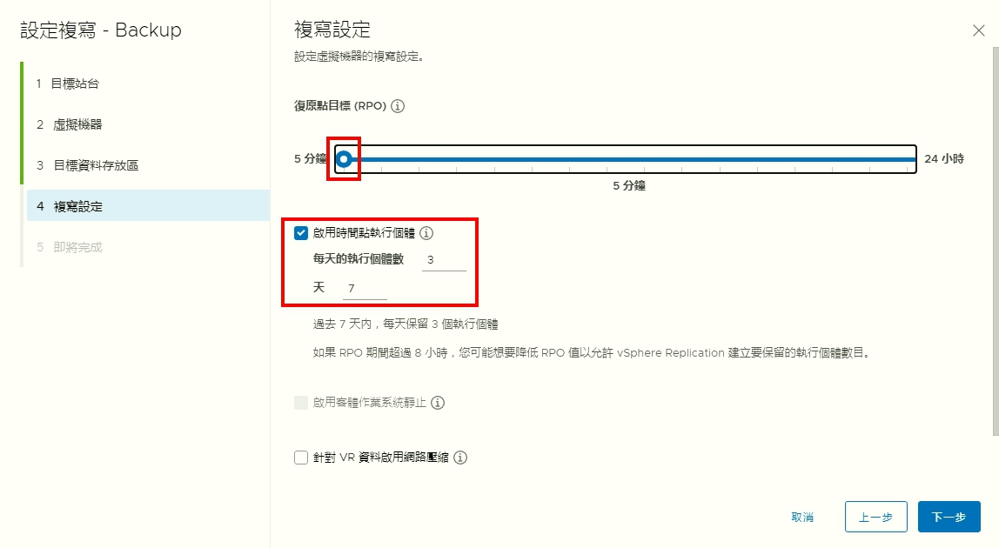 設定複寫 - Backup
1 目標站台
2 虛擬機器
3 目標資料存放區
4 複寫設定
5 即將完成
複寫設定
設定虛擬機器的複寫設定。
復原點目標 (RPO)
5 分鐘
24 小時
5 分鐘
啟用時間點執行個體
每天的執行個體數 3
天 7
過去 7 天內，每天保留 3 個執行個體
如果 RPO 期間超過 8 小時，您可能想要降低 RPO 值以允許 vSphere Replication 建立要保留的執行個體數目。
啟用客體作業系統靜止
針對 VR 資料啟用網路壓縮
取消
上一步
下一步